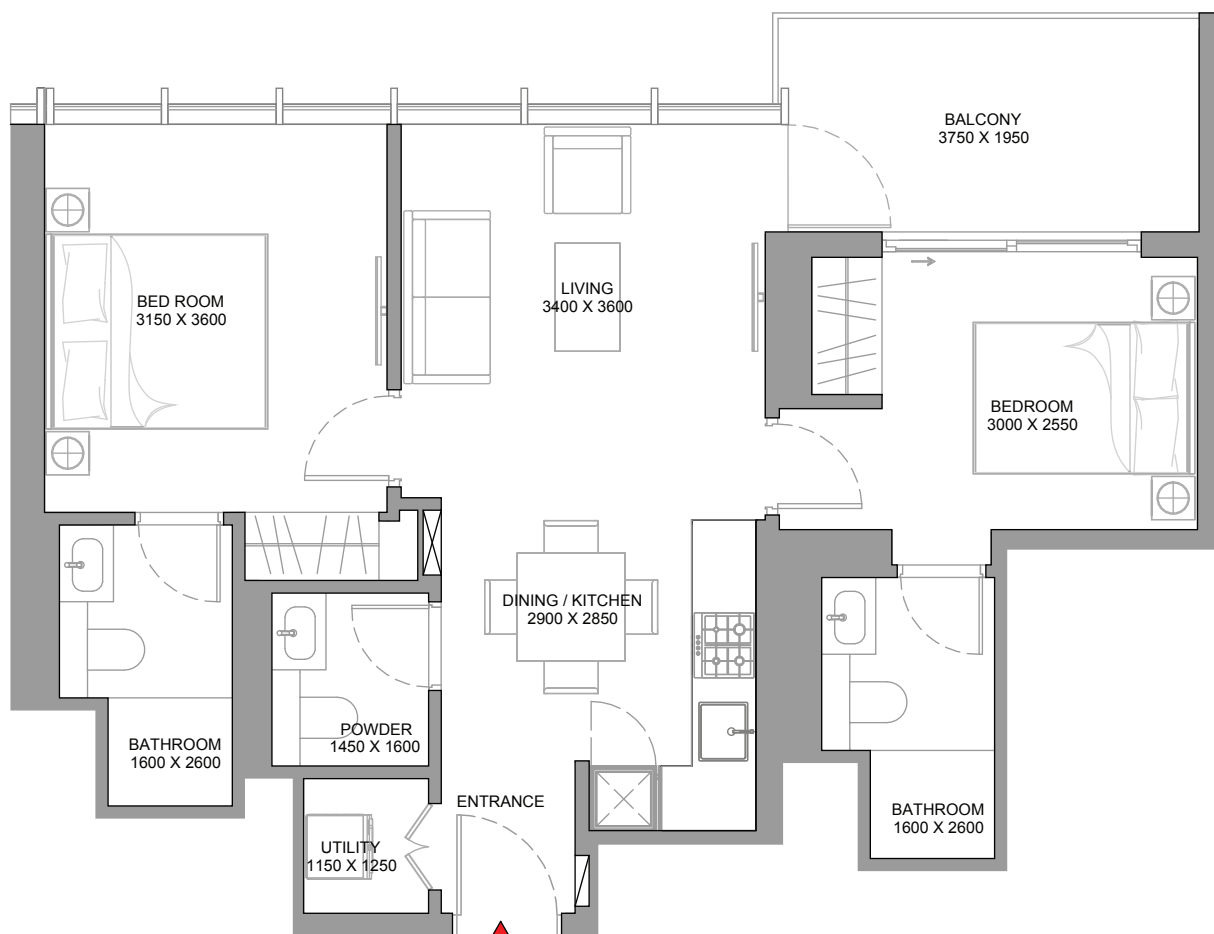 BALCONY
3750 X 1950
BED ROOM
3150 X 3600
LIVING
3400 X 3600
BEDROOM
3000 X 2550
DINING / KITCHEN
2900 X 2850
POWDER
1450 X 1600
BATHROOM
1600 X 2600
ENTRANCE
BATHROOM
1600 X 2600
UTILITY
1150 X 1250